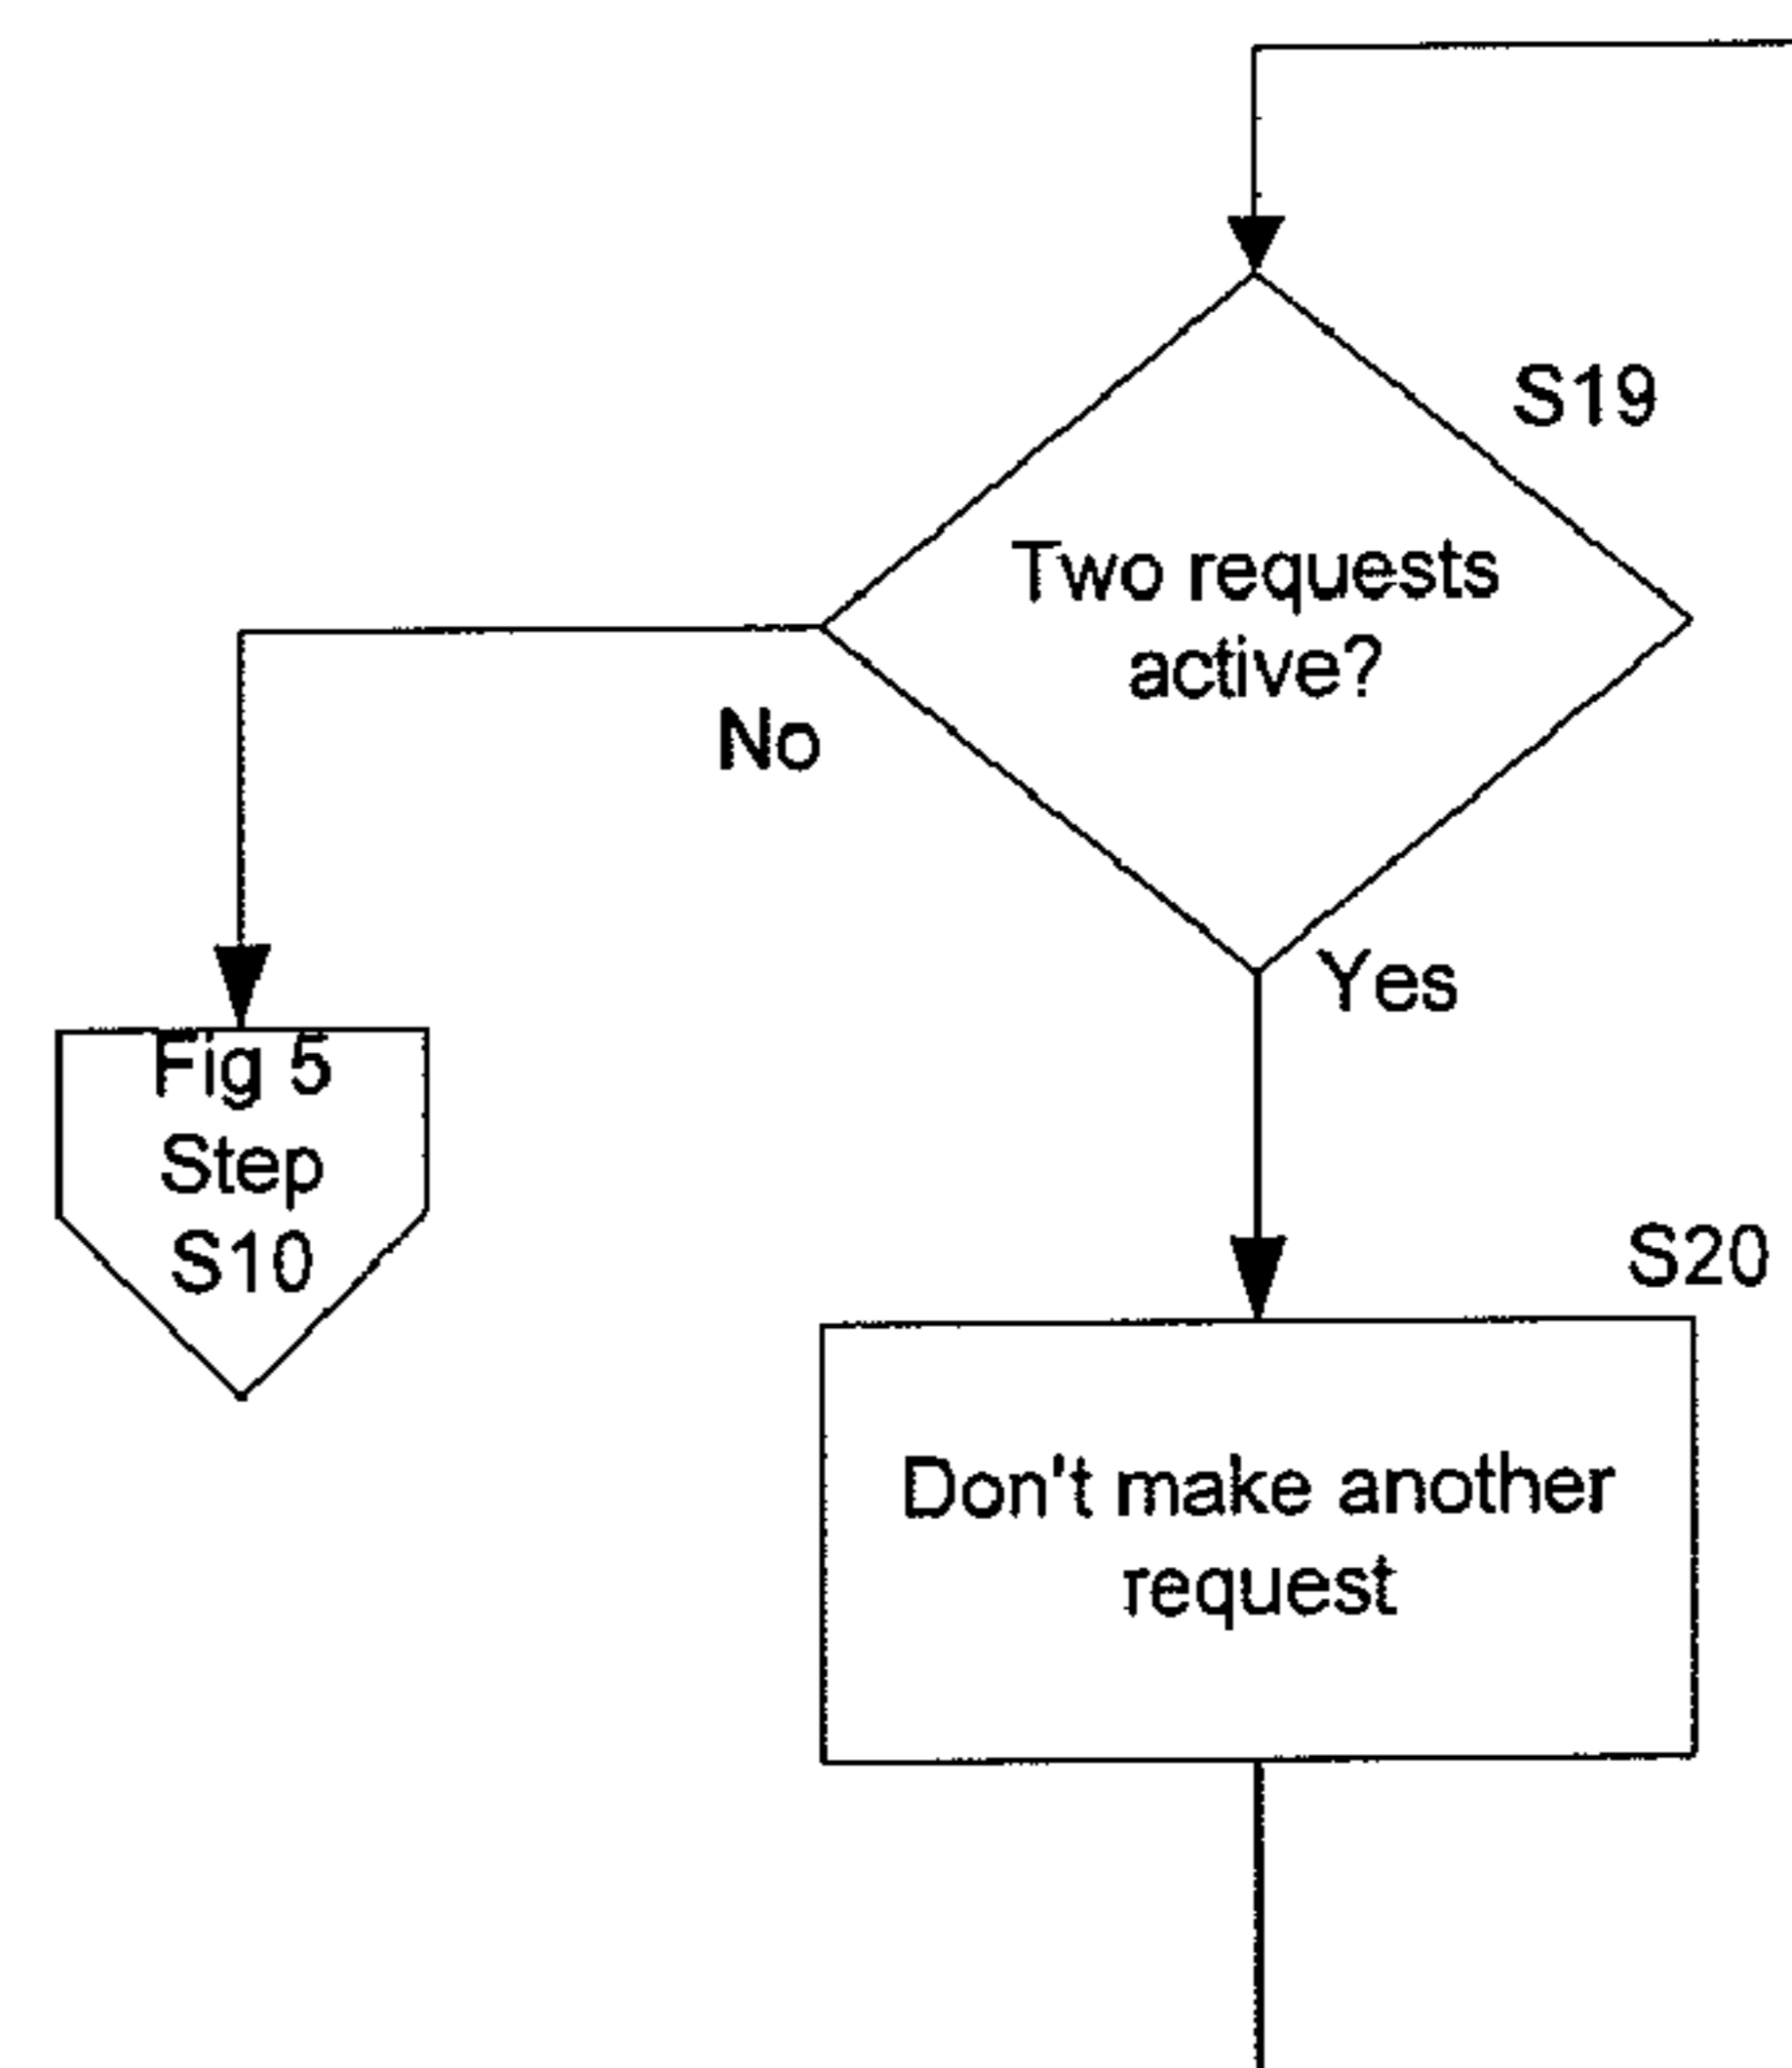 S19
Two requests
active?
No
Yes
Fig 5
Step
S10
S20
Don't make another
request